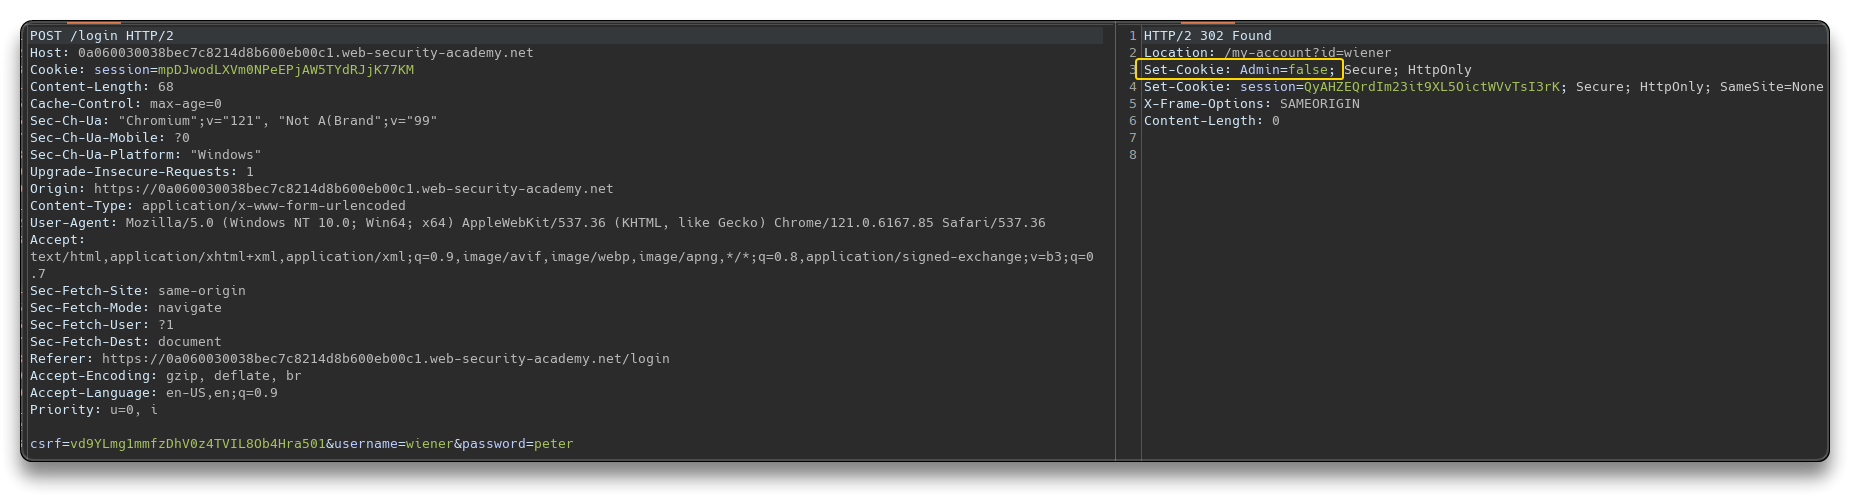 POST /login HTTP/2
Host: 0a060030038bec7c8214d8b600eb00c1.web-security-academy.net
Cookie: session=mpDJwodLXVm0NPeEPjAW5TYdRJjK77KM
Content-Length: 68
Cache-Control: max-age=0
Sec-Ch-Ua: "Chromium";v="121", "Not A(Brand";v="99"
Sec-Ch-Ua-Mobile: ?0
Sec-Ch-Ua-Platform: "Windows"
Upgrade-Insecure-Requests: 1
Origin: https://0a060030038bec7c8214d8b600eb00c1.web-security-academy.net
Content-Type: application/x-www-form-urlencoded
User-Agent: Mozilla/5.0 (Windows NT 10.0; Win64; x64) AppleWebKit/537.36 (KHTML, like Gecko) Chrome/121.0.6167.85 Safari/537.36
Accept:
text/html,application/xhtml+xml,application/xml;q=0.9,image/avif,image/webp,image/apng,*/*;q=0.8,application/signed-exchange;v=b3;q=0
.7
Sec-Fetch-Site: same-origin
Sec-Fetch-Mode: navigate
Sec-Fetch-User: ?1
Sec-Fetch-Dest: document
Referer: https://0a060030038bec7c8214d8b600eb00c1.web-security-academy.net/login
Accept-Encoding: gzip, deflate, br
Accept-Language: en-US,en;q=0.9
Priority: u=0, i
csrf=vd9YLmg1mmfzDhV0z4TVIL8Ob4Hra501&username=wiener&password=peter
1 HTTP/2 302 Found
2 Location: /my-account?id=wiener
3 Set-Cookie: Admin=false; Secure; HttpOnly
4 Set-Cookie: session=QyAHZEQrdIm23it9XL5OictWVvTsI3rK; Secure; HttpOnly; SameSite=None
5 X-Frame-Options: SAMEORIGIN
6 Content-Length: 0
7
8